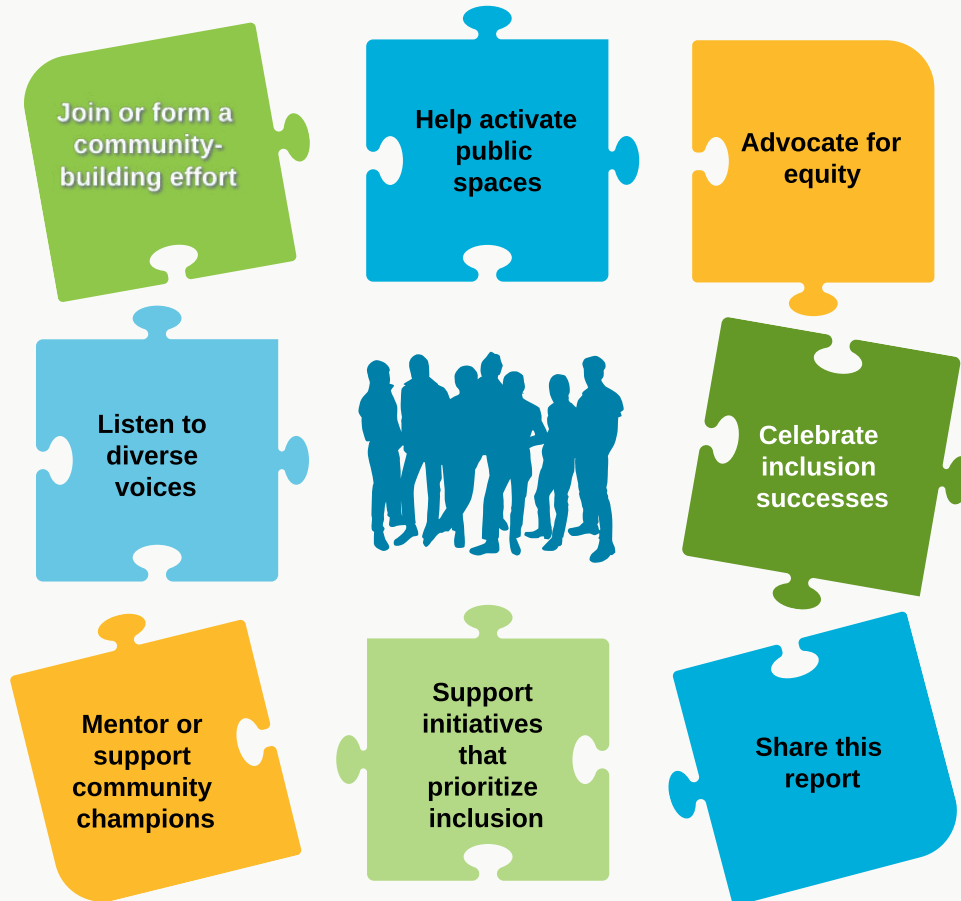 Join or form a
community-
building effort
Help activate
public
spaces
Advocate for
equity
Listen to
diverse
voices
Celebrate
inclusion
successes
Mentor or
support
community
champions
Support
initiatives
that
prioritize
inclusion
Share this
report